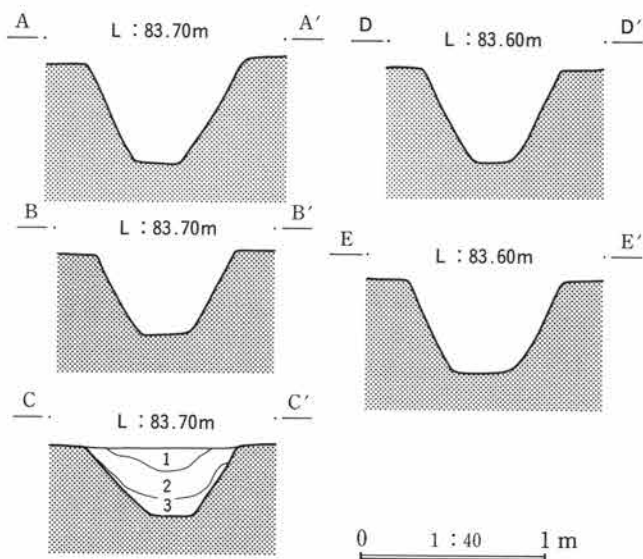 A L:83.70m A′
B L:83.70m B′
C L:83.70m C′
1
2
3
D L:83.60m D′
E L:83.60m E′
0 1:40 1 m